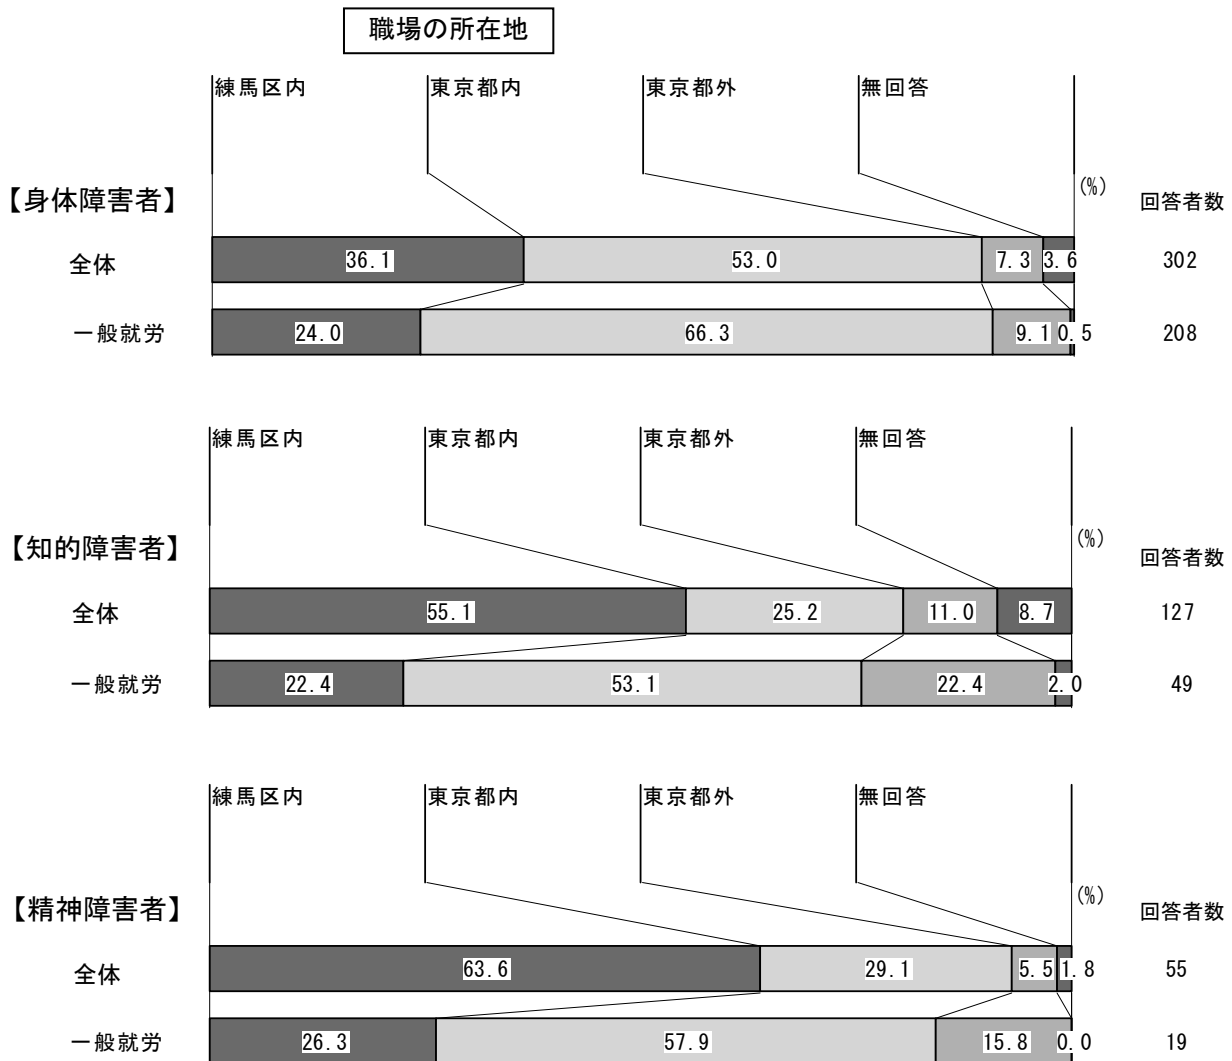 職場の所在地
練馬区内 東京都内 東京都外 無回答
(%)
【身体障害者】 回答者数
全体 36.1 53.0 7.3 3.6 302
一般就労 24.0 66.3 9.1 0.5 208
練馬区内 東京都内 東京都外 無回答
(%)
【知的障害者】 回答者数
全体 55.1 25.2 11.0 8.7 127
一般就労 22.4 53.1 22.4 2.0 49
練馬区内 東京都内 東京都外 無回答
(%)
【精神障害者】 回答者数
全体 63.6 29.1 5.5 1.8 55
一般就労 26.3 57.9 15.8 0.0 19